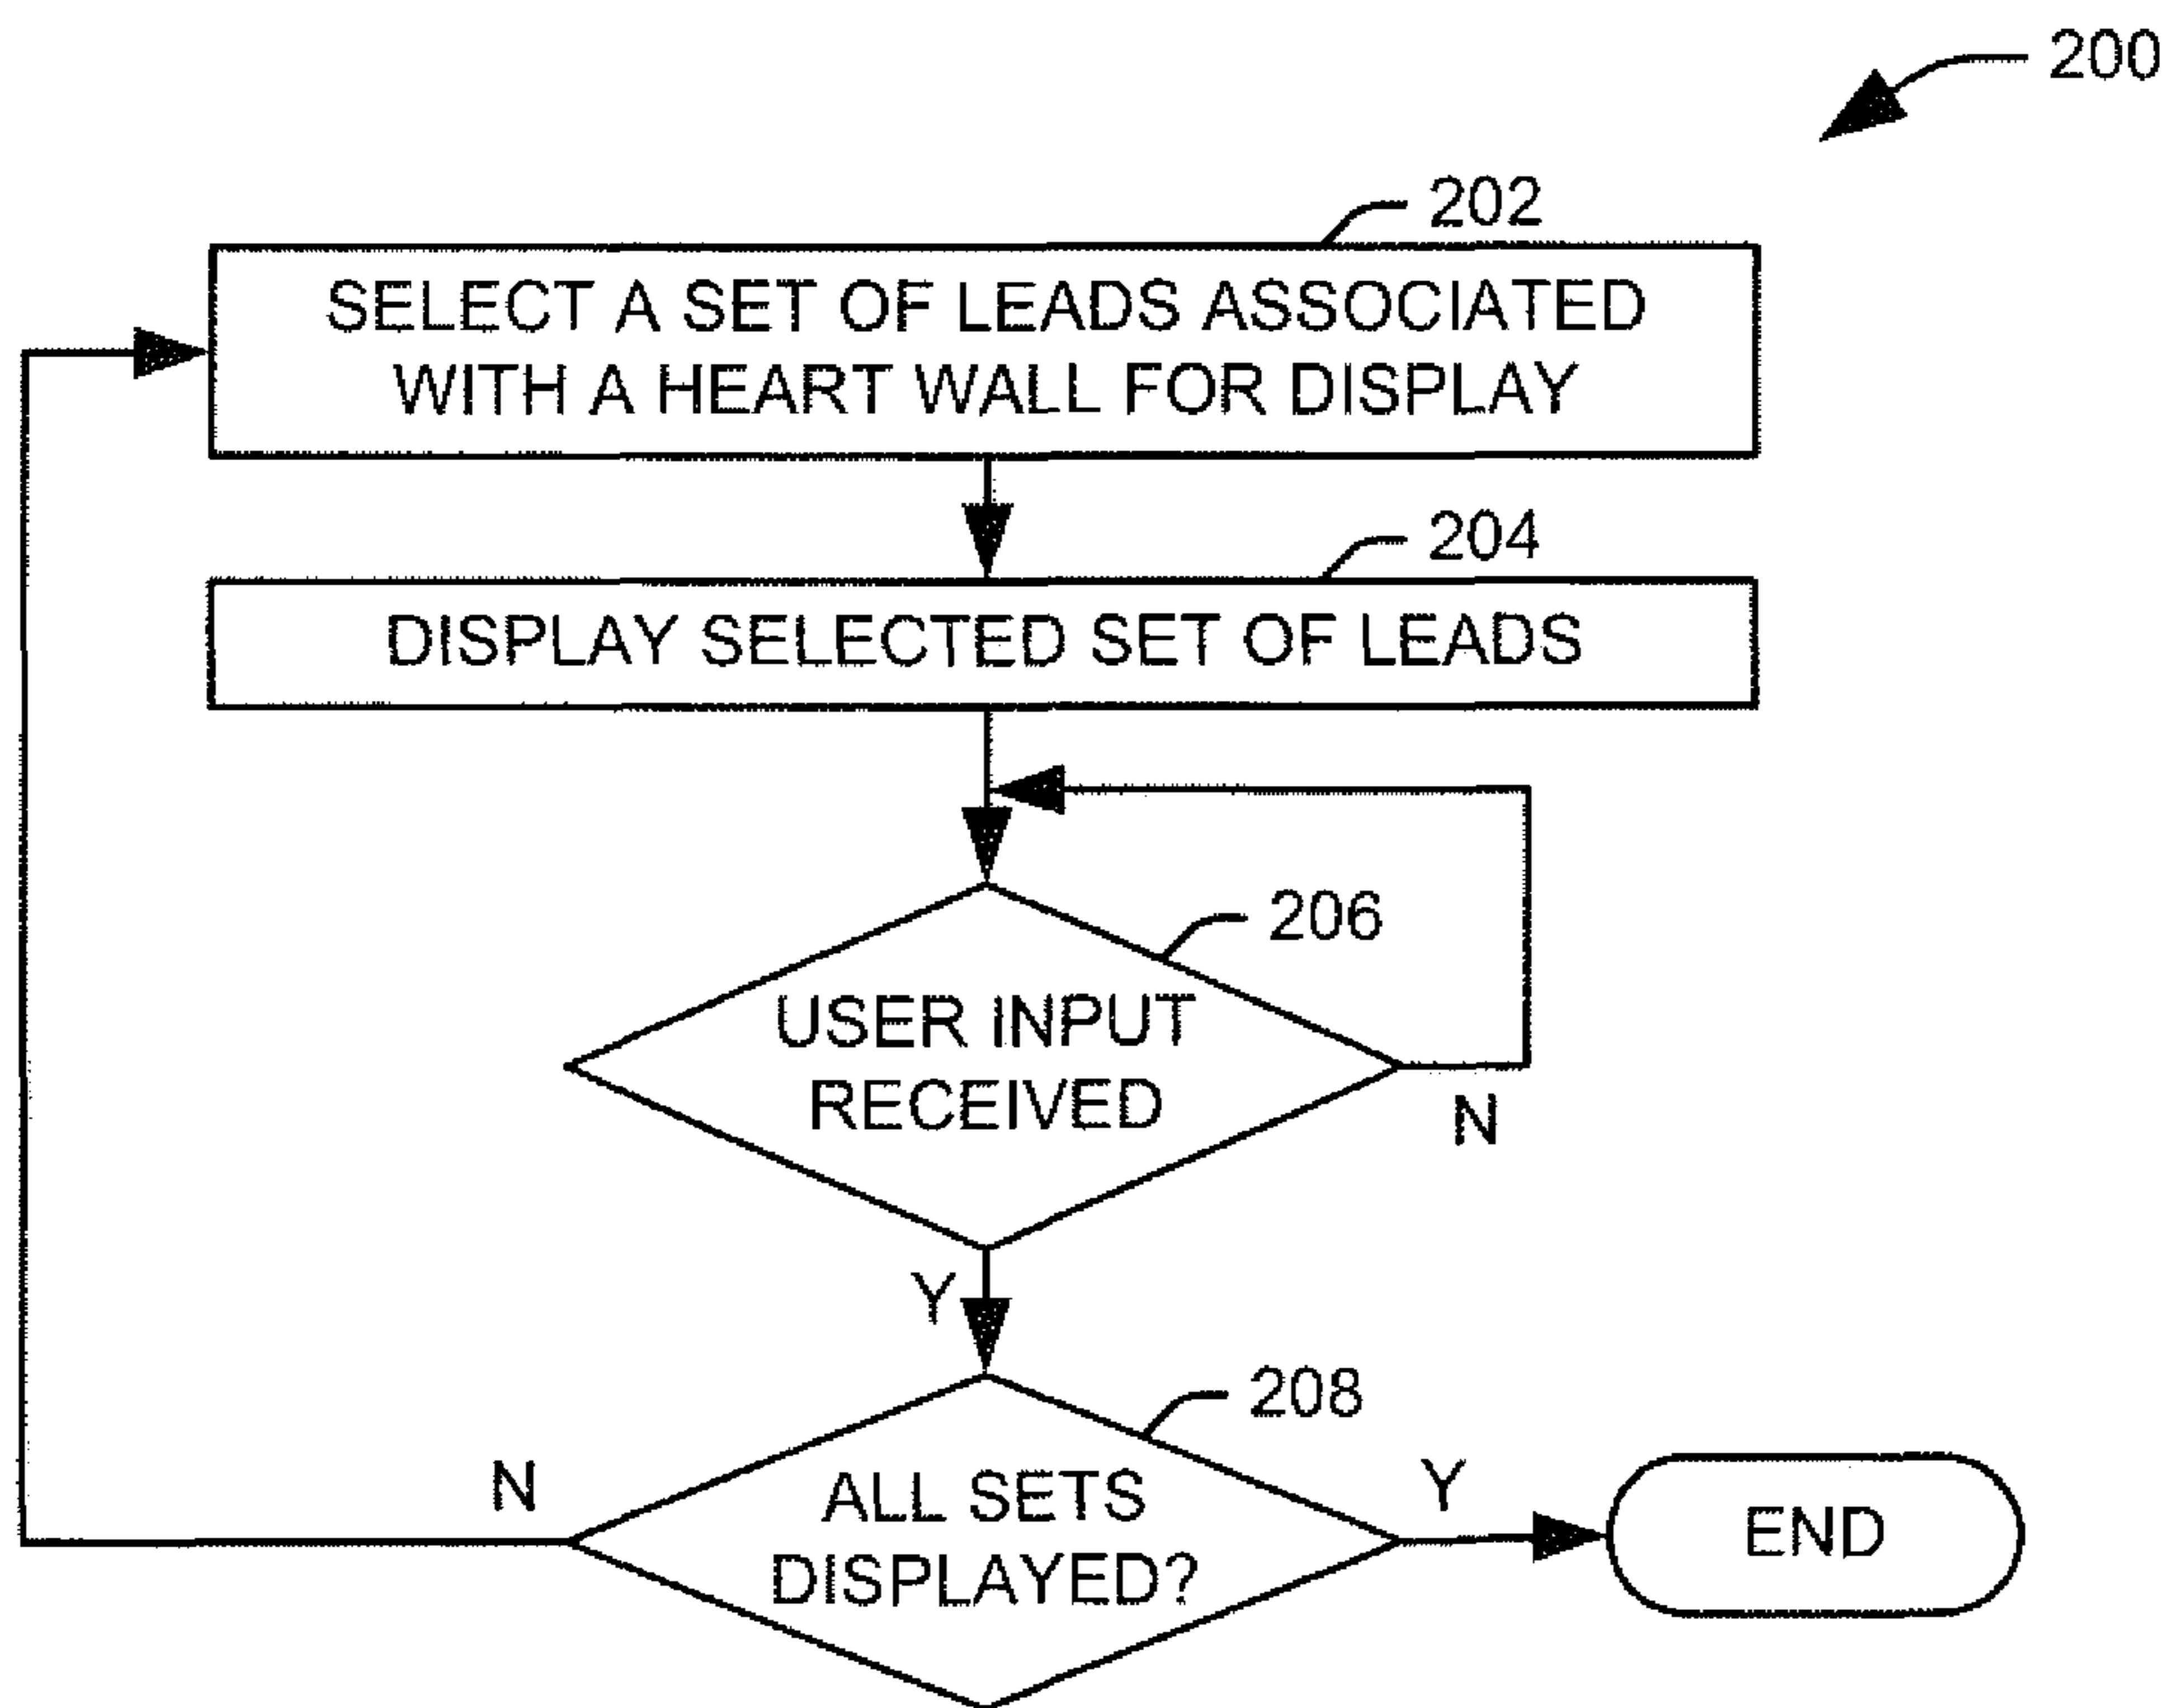 200
202
SELECT A SET OF LEADS ASSOCIATED
WITH A HEART WALL FOR DISPLAY
204
DISPLAY SELECTED SET OF LEADS
206
USER INPUT
RECEIVED
N
Y
208
N
ALL SETS
DISPLAYED?
Y
END